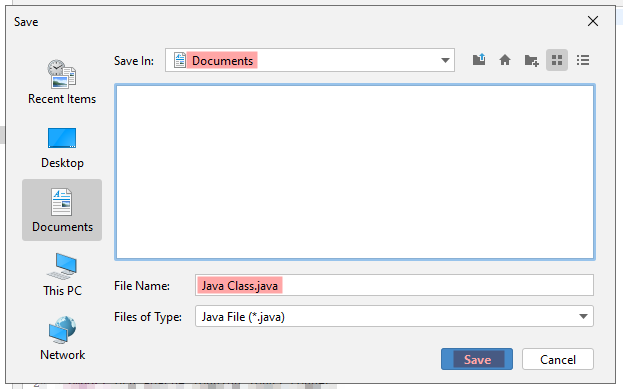 Save
Save In: Documents
Recent Items
Desktop
Documents
This PC
Network
File Name: Java Class.java
Files of Type: Java File (*.java)
Save Cancel